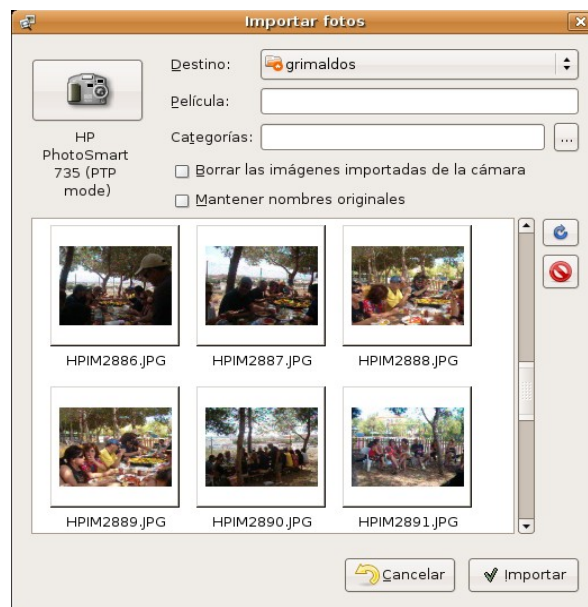 Importar fotos
Destino:
grimaldos
Película:
Categorías:
...
HP
PhotoSmart
735 (PTP
mode)
Borrar las imágenes importadas de la cámara
Mantener nombres originales
HPIM2886.JPG
HPIM2887.JPG
HPIM2888.JPG
HPIM2889.JPG
HPIM2890.JPG
HPIM2891.JPG
Cancelar
Importar